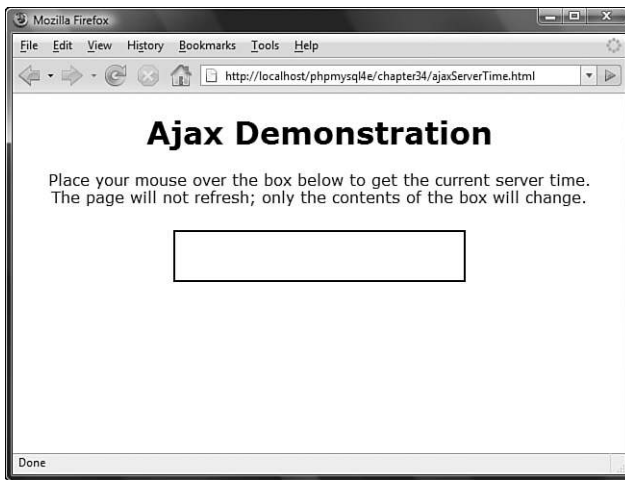 Mozilla Firefox
File Edit View History Bookmarks Tools Help
http://localhost/phpmysql4e/chapter34/ajaxServerTime.html
Ajax Demonstration
Place your mouse over the box below to get the current server time.
The page will not refresh; only the contents of the box will change.
Done